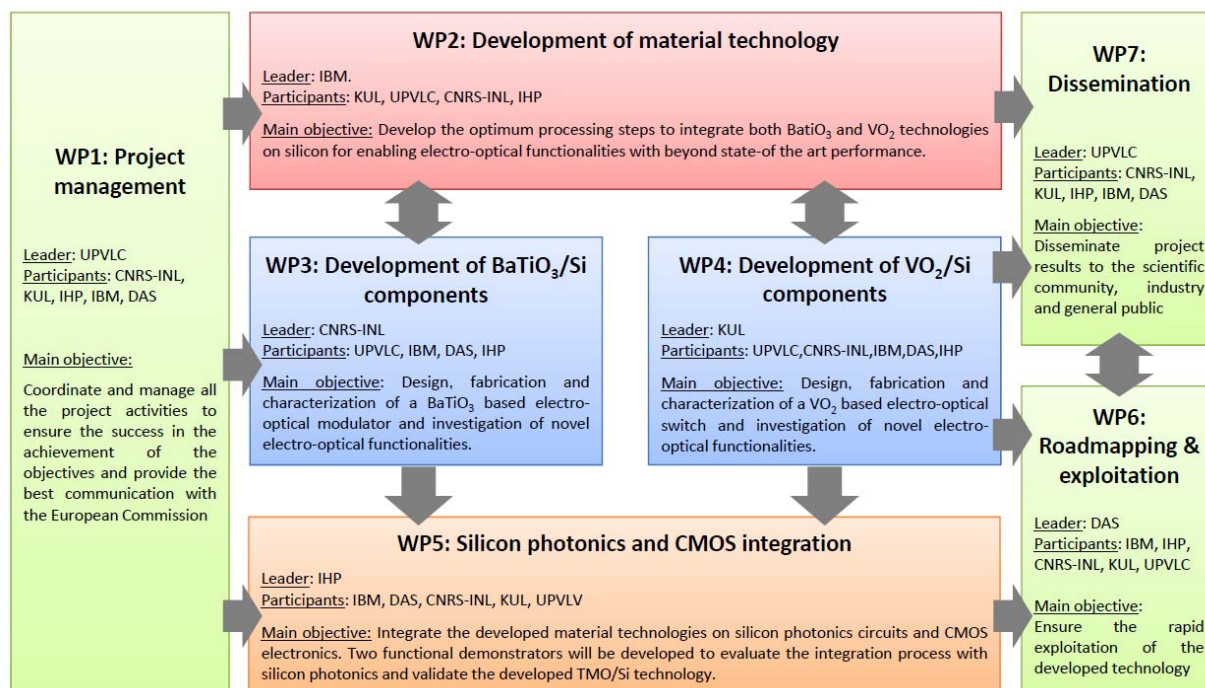 WP1: Project
management
Leader: UPVLC
Participants: CNRS-INL,
KUL, IHP, IBM, DAS
Main objective:
Coordinate and manage all
the project activities to
ensure the success in the
achievement of the
objectives and provide the
best communication with
the European Commission
WP2: Development of material technology
Leader: IBM.
Participants: KUL, UPVLC, CNRS-INL, IHP
Main objective: Develop the optimum processing steps to integrate both BatiO₃ and VO₂ technologies
on silicon for enabling electro-optical functionalities with beyond state-of the art performance.
WP3: Development of BaTiO₃/Si
components
Leader: CNRS-INL
Participants: UPVLC, IBM, DAS, IHP
Main objective: Design, fabrication and
characterization of a BaTiO₃ based electro-
optical modulator and investigation of novel
electro-optical functionalities.
WP4: Development of VO₂/Si
components
Leader: KUL
Participants: UPVLC,CNRS-INL,IBM,DAS,IHP
Main objective: Design, fabrication and
characterization of a VO₂ based electro-optical
switch and investigation of novel electro-
optical functionalities.
WP5: Silicon photonics and CMOS integration
Leader: IHP
Participants: IBM, DAS, CNRS-INL, KUL, UPVLV
Main objective: Integrate the developed material technologies on silicon photonics circuits and CMOS
electronics. Two functional demonstrators will be developed to evaluate the integration process with
silicon photonics and validate the developed TMO/Si technology.
WP7:
Dissemination
Leader: UPVLC
Participants: CNRS-INL,
KUL, IHP, IBM, DAS
Main objective:
Disseminate project
results to the scientific
community, industry
and general public
WP6:
Roadmapping &
exploitation
Leader: DAS
Participants: IBM, IHP,
CNRS-INL, KUL, UPVLC
Main objective:
Ensure the rapid
exploitation of the
developed technology